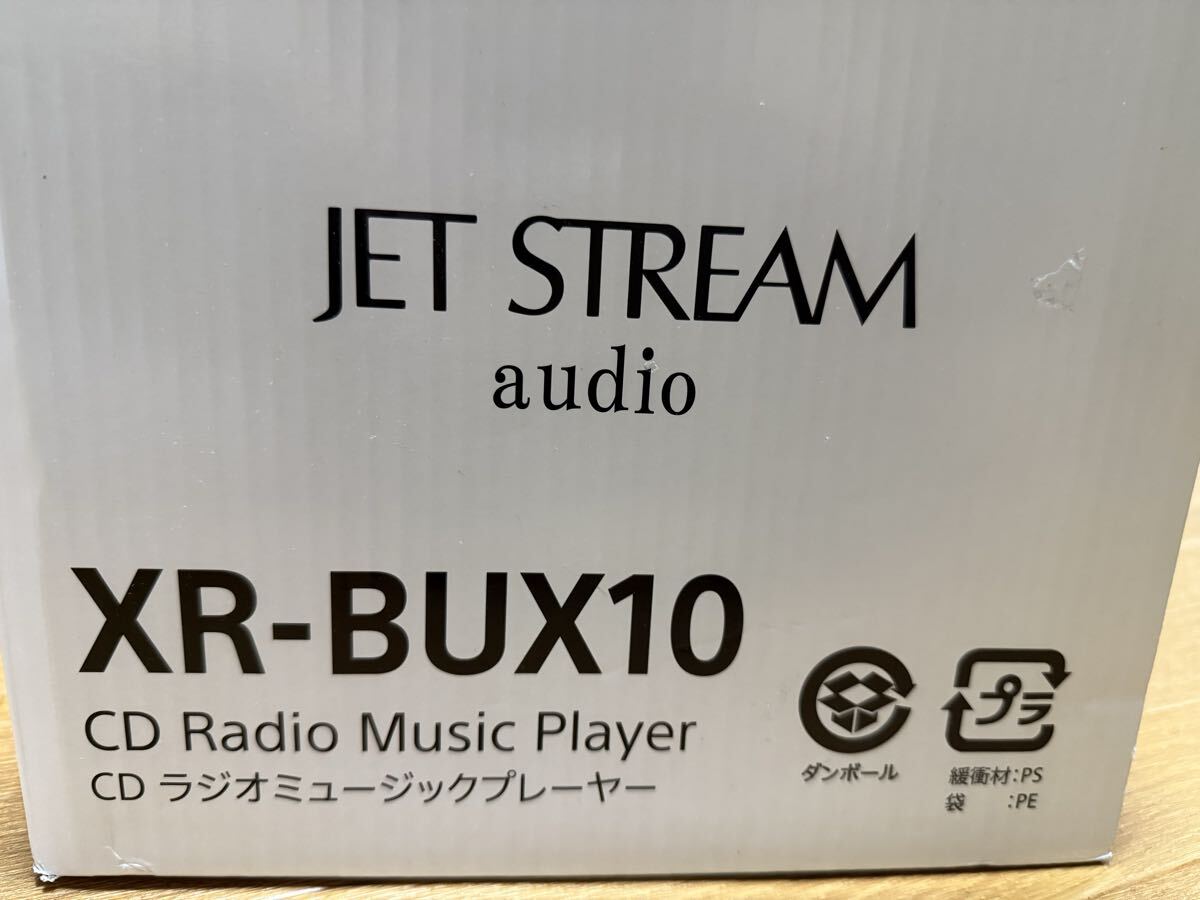 JET STREAM
audio
XR-BUX10
CD Radio Music Player
CD ラジオミュージックプレーヤー
ダンボール
プラ
緩衝材:PS
袋　　:PE